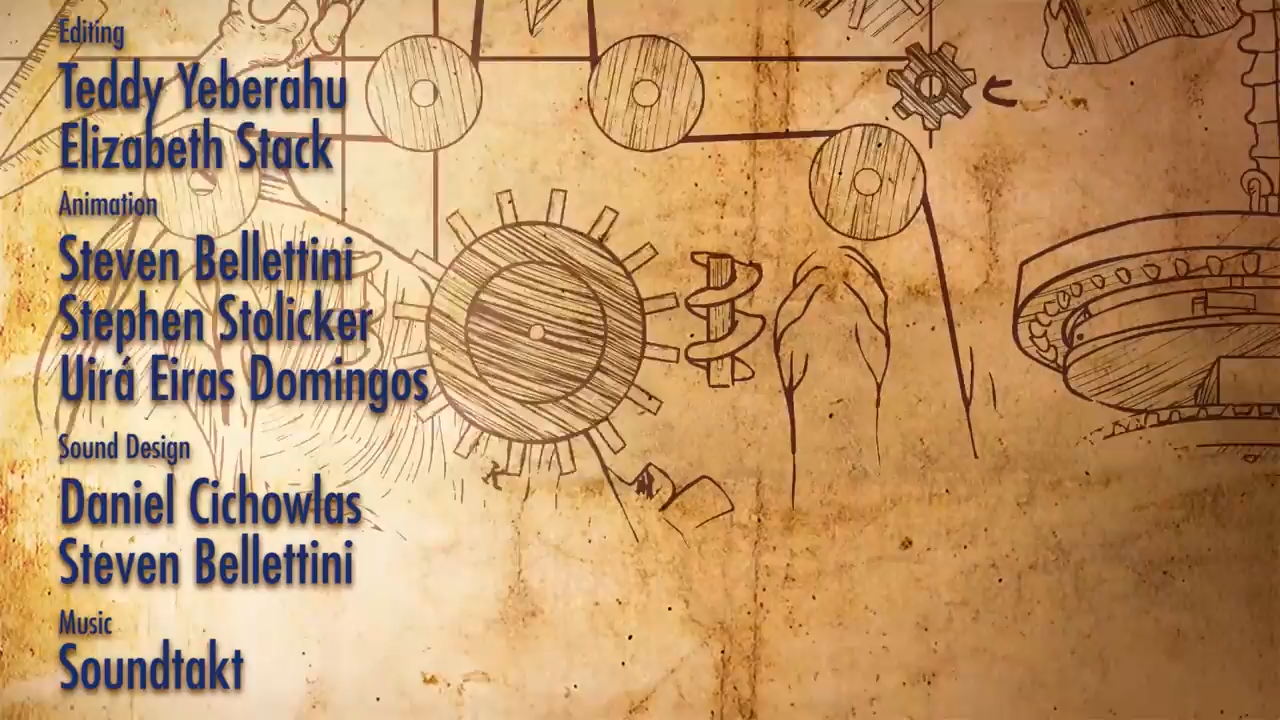 Editing
Teddy Yeberahu
Elizabeth Stack
Animation
Steven Bellettini
Stephen Stolicker
Uirá Eiras Domingos
Sound Design
Daniel Cichowlas
Steven Bellettini
Music
Soundtakt